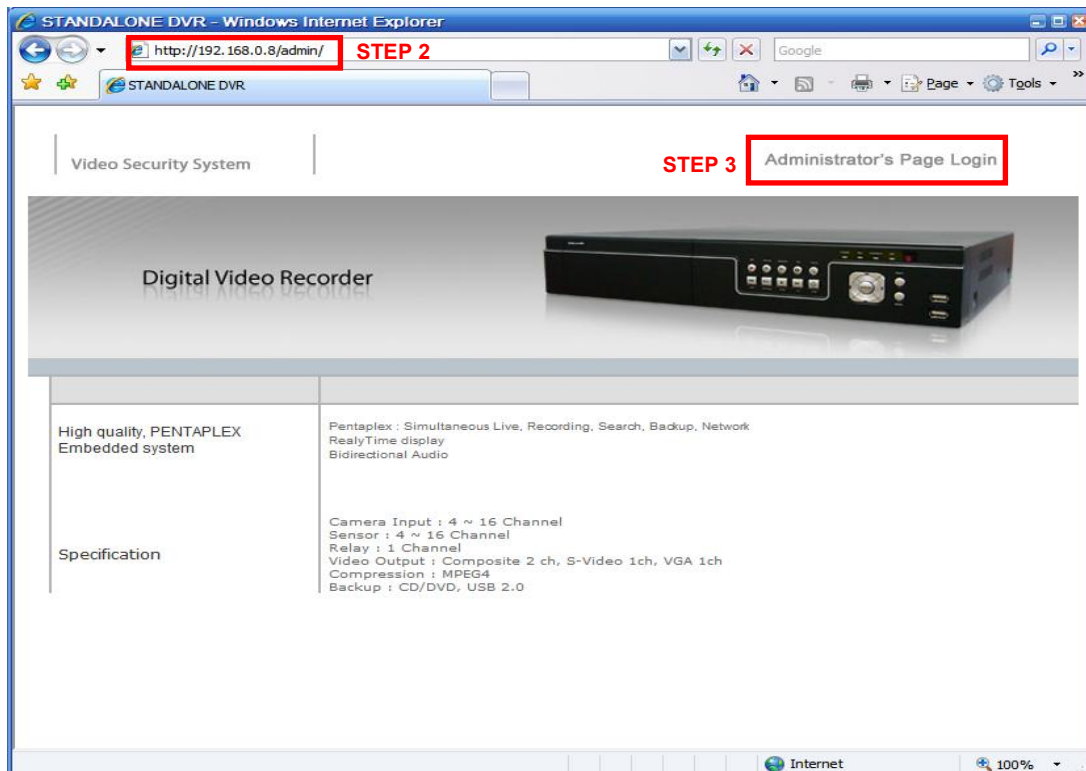 STANDALONE DVR - Windows Internet Explorer
http://192.168.0.8/admin/
STEP 2
Google
STANDALONE DVR
Page
Tools
»
Video Security System
STEP 3
Administrator's Page Login
Digital Video Recorder
High quality, PENTAPLEX
Embedded system
Pentaplex : Simultaneous Live, Recording, Search, Backup, Network
RealyTime display
Bidirectional Audio
Specification
Camera Input : 4 ~ 16 Channel
Sensor : 4 ~ 16 Channel
Relay : 1 Channel
Video Output : Composite 2 ch, S-Video 1ch, VGA 1ch
Compression : MPEG4
Backup : CD/DVD, USB 2.0
Internet
100%